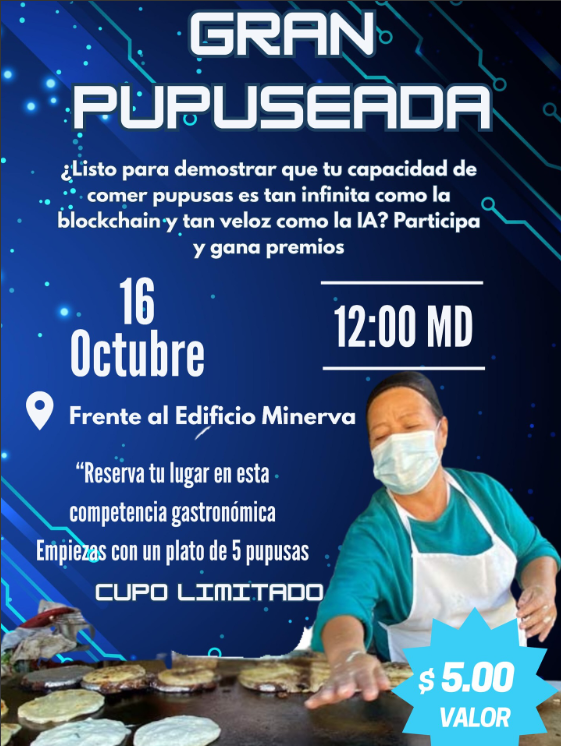 GRAN
PUPUSEADA
¿Listo para demostrar que tu capacidad de
comer pupusas es tan infinita como la
blockchain y tan veloz como la IA? Participa
y gana premios
16
Octubre
12:00 MD
Frente al Edificio Minerva
“Reserva tu lugar en esta
competencia gastronómica
Empiezas con un plato de 5 pupusas
CUPO LIMITADO
$ 5.00
VALOR